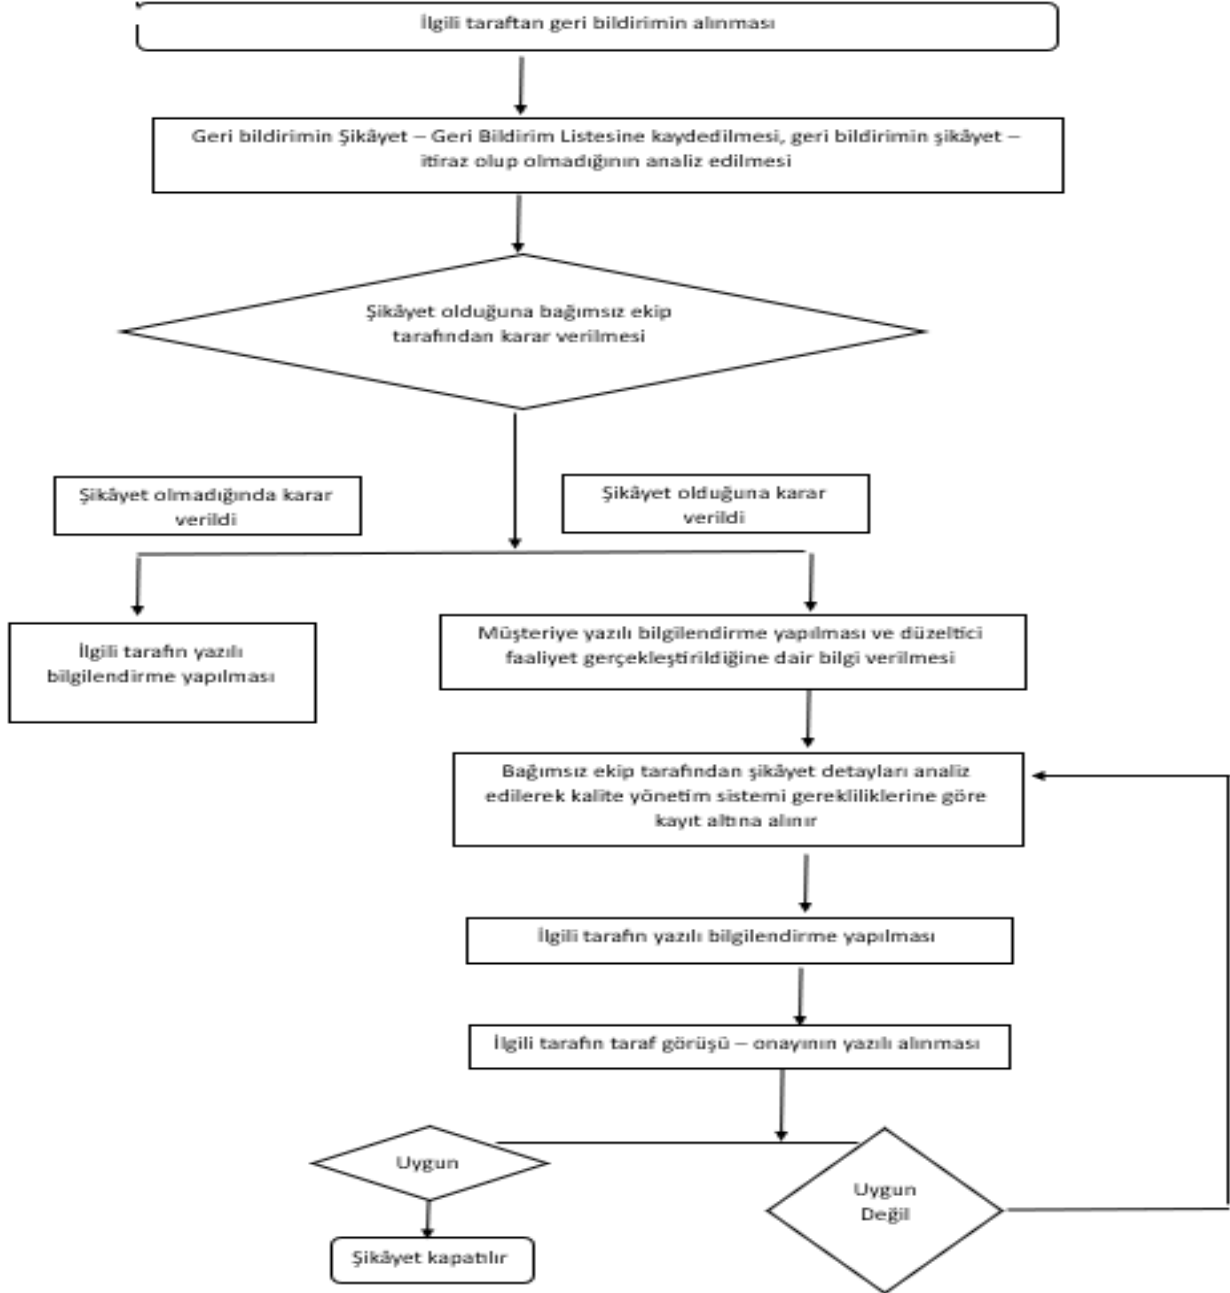 İlgili taraftan geri bildirimin alınması
Geri bildirimin Şikâyet – Geri Bildirim Listesine kaydedilmesi, geri bildirimin şikâyet –
itiraz olup olmadığının analiz edilmesi
Şikâyet olduğuna bağımsız ekip
tarafından karar verilmesi
Şikâyet olmadığında karar
verildi
Şikâyet olduğuna karar
verildi
İlgili tarafın yazılı
bilgilendirme yapılması
Müşteriye yazılı bilgilendirme yapılması ve düzeltici
faaliyet gerçekleştirildiğine dair bilgi verilmesi
Bağımsız ekip tarafından şikâyet detayları analiz
edilerek kalite yönetim sistemi gerekliliklerine göre
kayıt altına alınır
İlgili tarafın yazılı bilgilendirme yapılması
İlgili tarafın taraf görüşü – onayının yazılı alınması
Uygun
Uygun
Değil
Şikâyet kapatılır